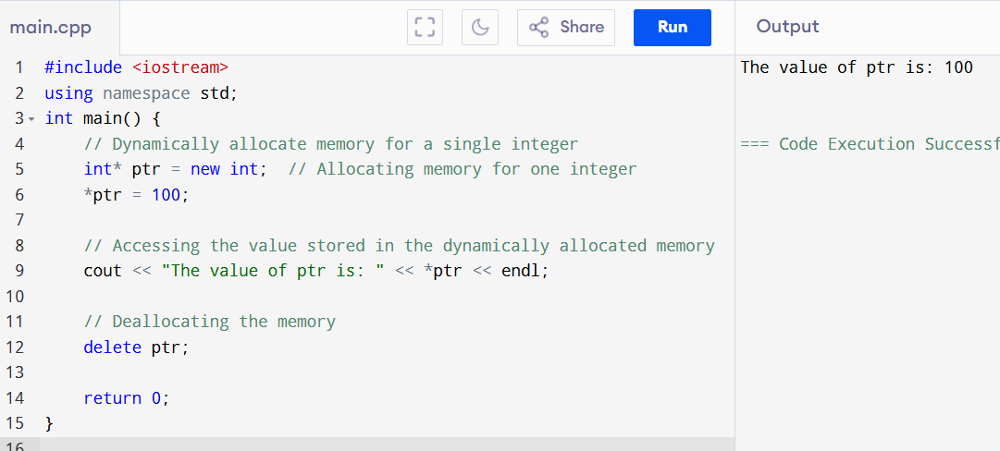 main.cpp Share Run Output
1 #include <iostream>
2 using namespace std;
3 int main() {
4     // Dynamically allocate memory for a single integer
5     int* ptr = new int;  // Allocating memory for one integer
6     *ptr = 100;
7
8     // Accessing the value stored in the dynamically allocated memory
9     cout << "The value of ptr is: " << *ptr << endl;
10
11     // Deallocating the memory
12     delete ptr;
13
14     return 0;
15 }
16
The value of ptr is: 100
=== Code Execution Successf